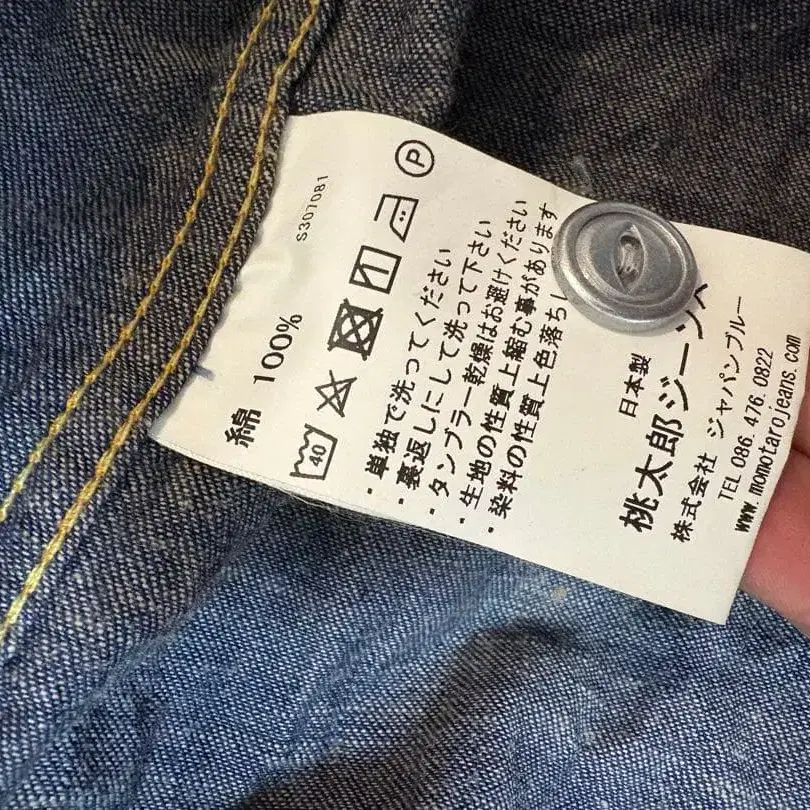 S307081
綿 100%
40
P
・単独で洗ってください
・裏返しにして洗って下さい
・タンブラー乾燥はお避けください
・生地の性質上縮む事があります
・染料の性質上色落ちし
日本製
桃太郎ジーンズ
株式会社 ジャパンブルー
TEL 086.476.0822
www.momotarojeans.com